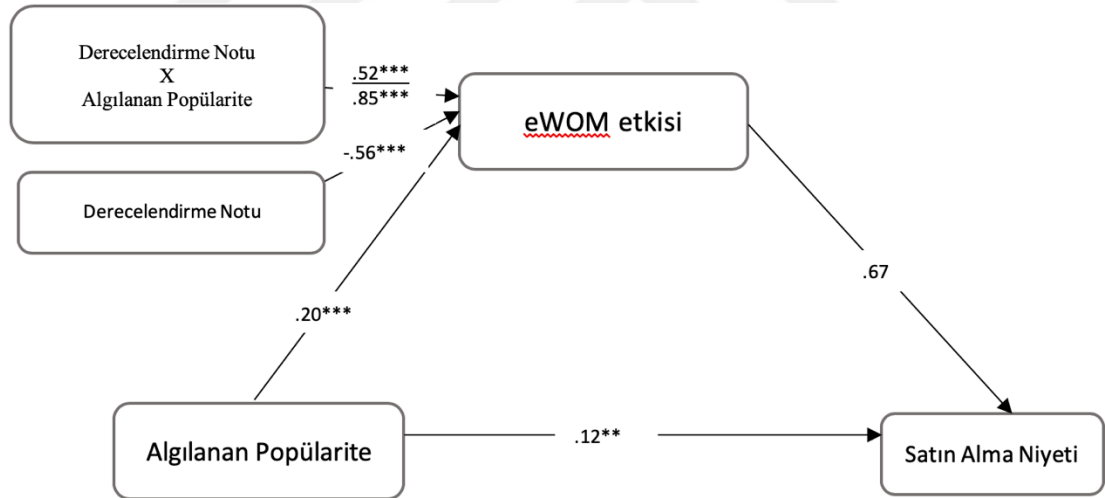 Derecelendirme Notu
X
Algılanan Popülarite
.52***
.85***
eWOM etkisi
-.56***
Derecelendirme Notu
.67
.20***
Algılanan Popülarite
.12**
Satın Alma Niyeti